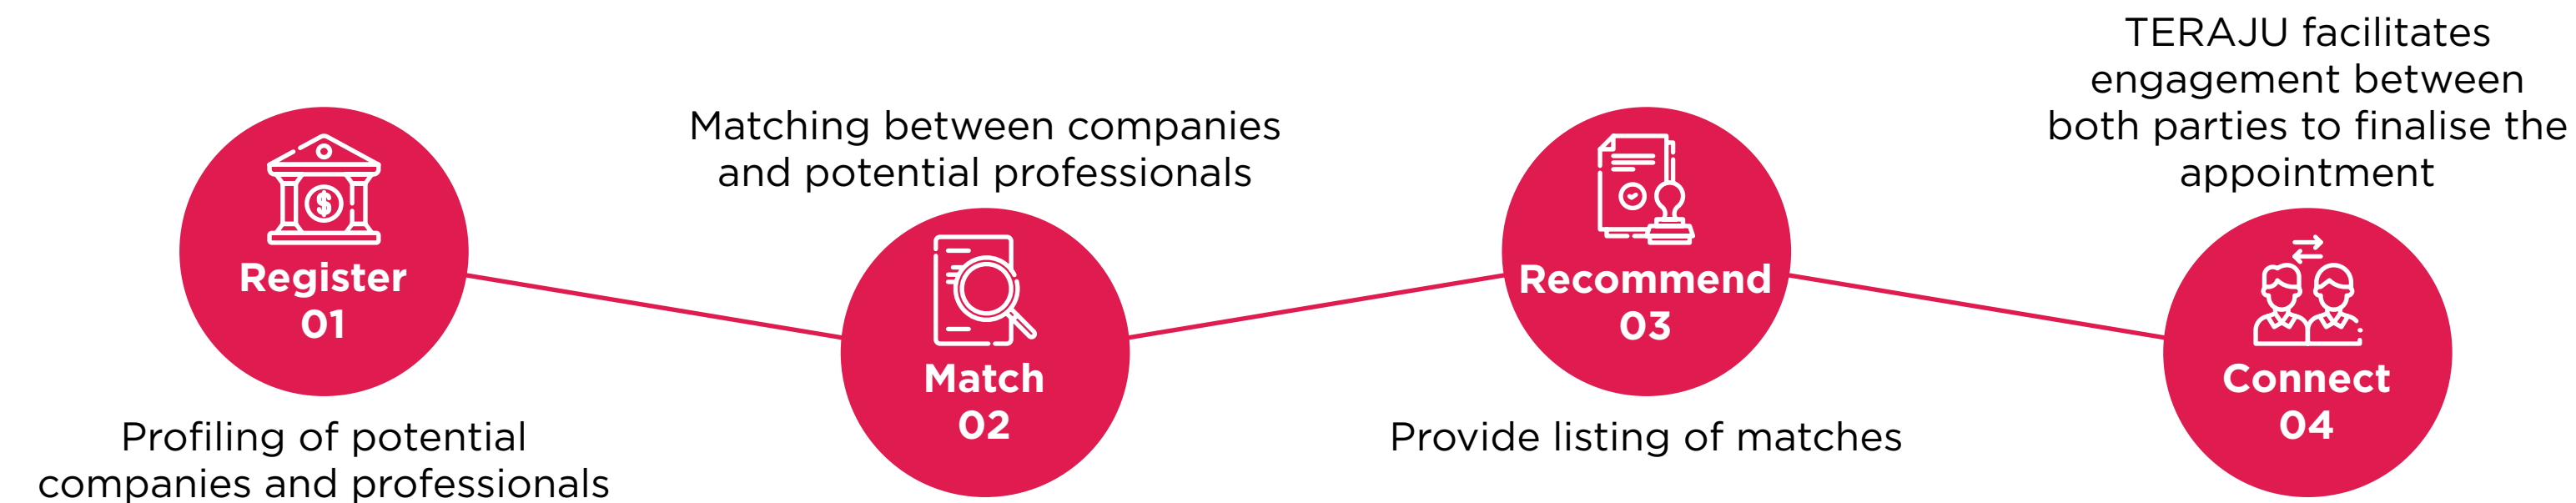 Register
01
Profiling of potential
companies and professionals
Matching between companies
and potential professionals
Match
02
Recommend
03
Provide listing of matches
TERAJU facilitates
engagement between
both parties to finalise the
appointment
Connect
04